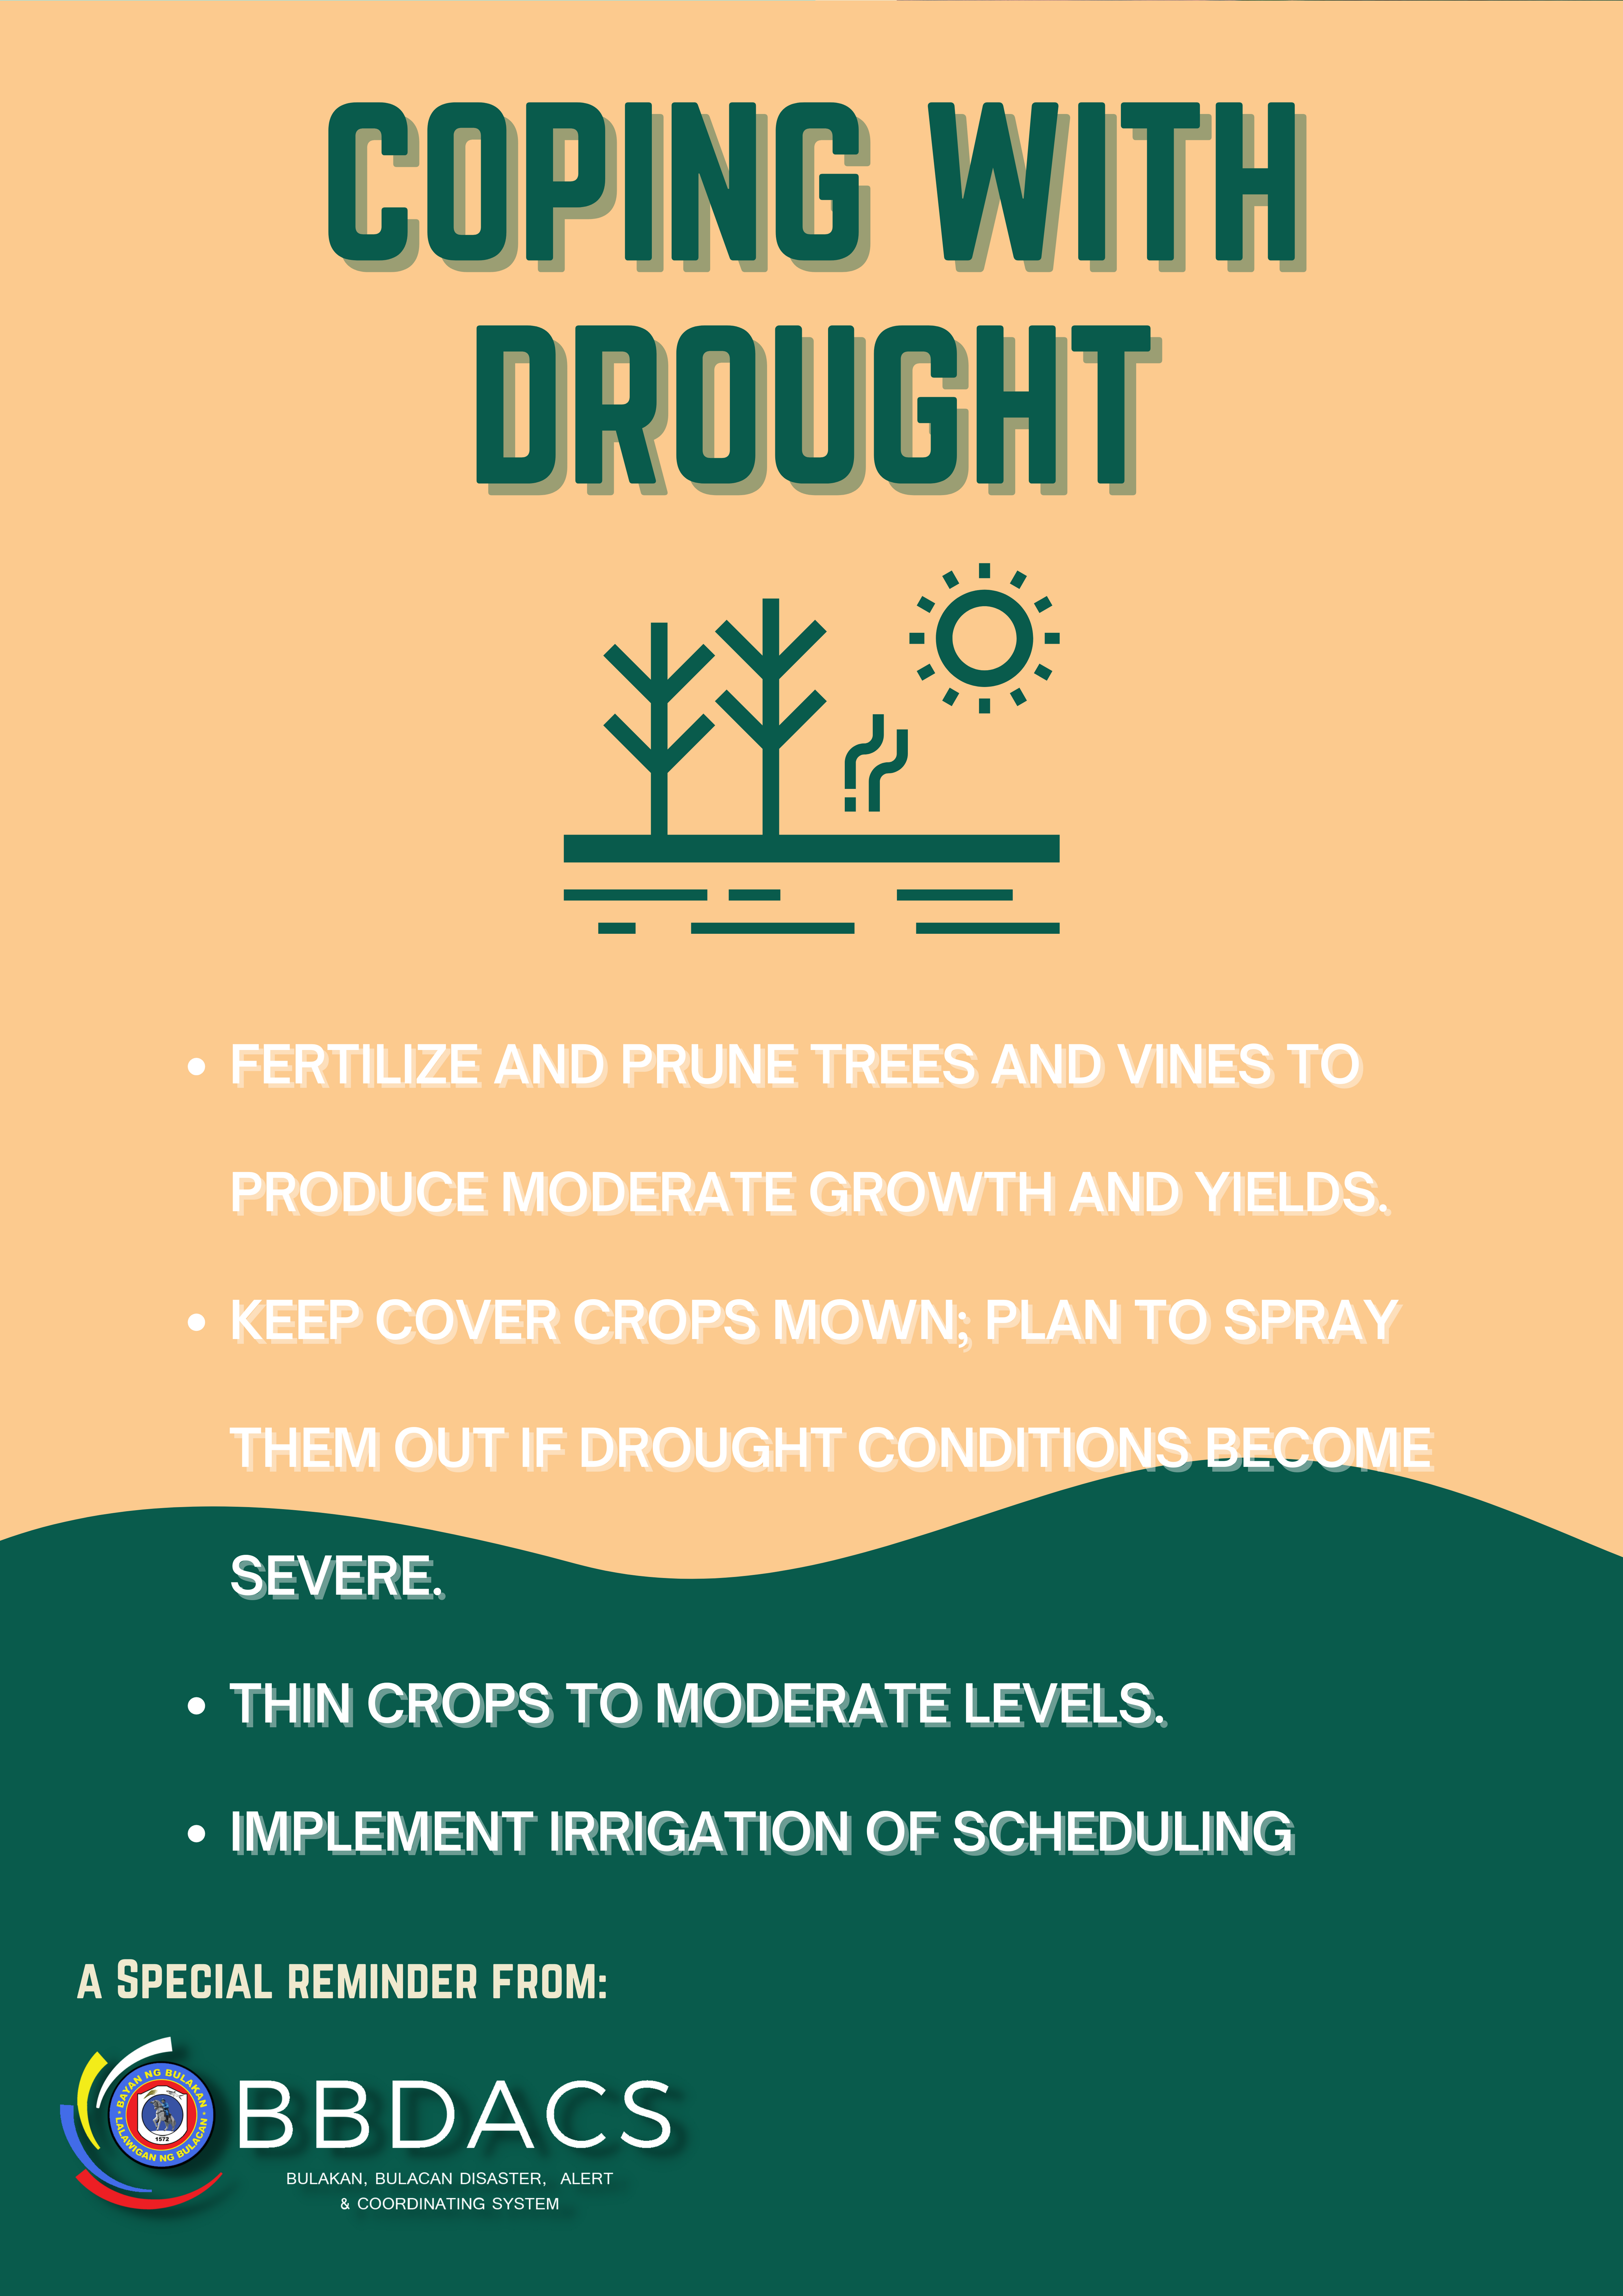 COPING WITH
DROUGHT
• FERTILIZE AND PRUNE TREES AND VINES TO
PRODUCE MODERATE GROWTH AND YIELDS.
• KEEP COVER CROPS MOWN; PLAN TO SPRAY
THEM OUT IF DROUGHT CONDITIONS BECOME
SEVERE.
• THIN CROPS TO MODERATE LEVELS.
• IMPLEMENT IRRIGATION OF SCHEDULING
A SPECIAL REMINDER FROM:
BAYAN NG BULAKAN
1572
LALAWIGAN NG BULACAN
BBDACS
BULAKAN, BULACAN DISASTER, ALERT
& COORDINATING SYSTEM